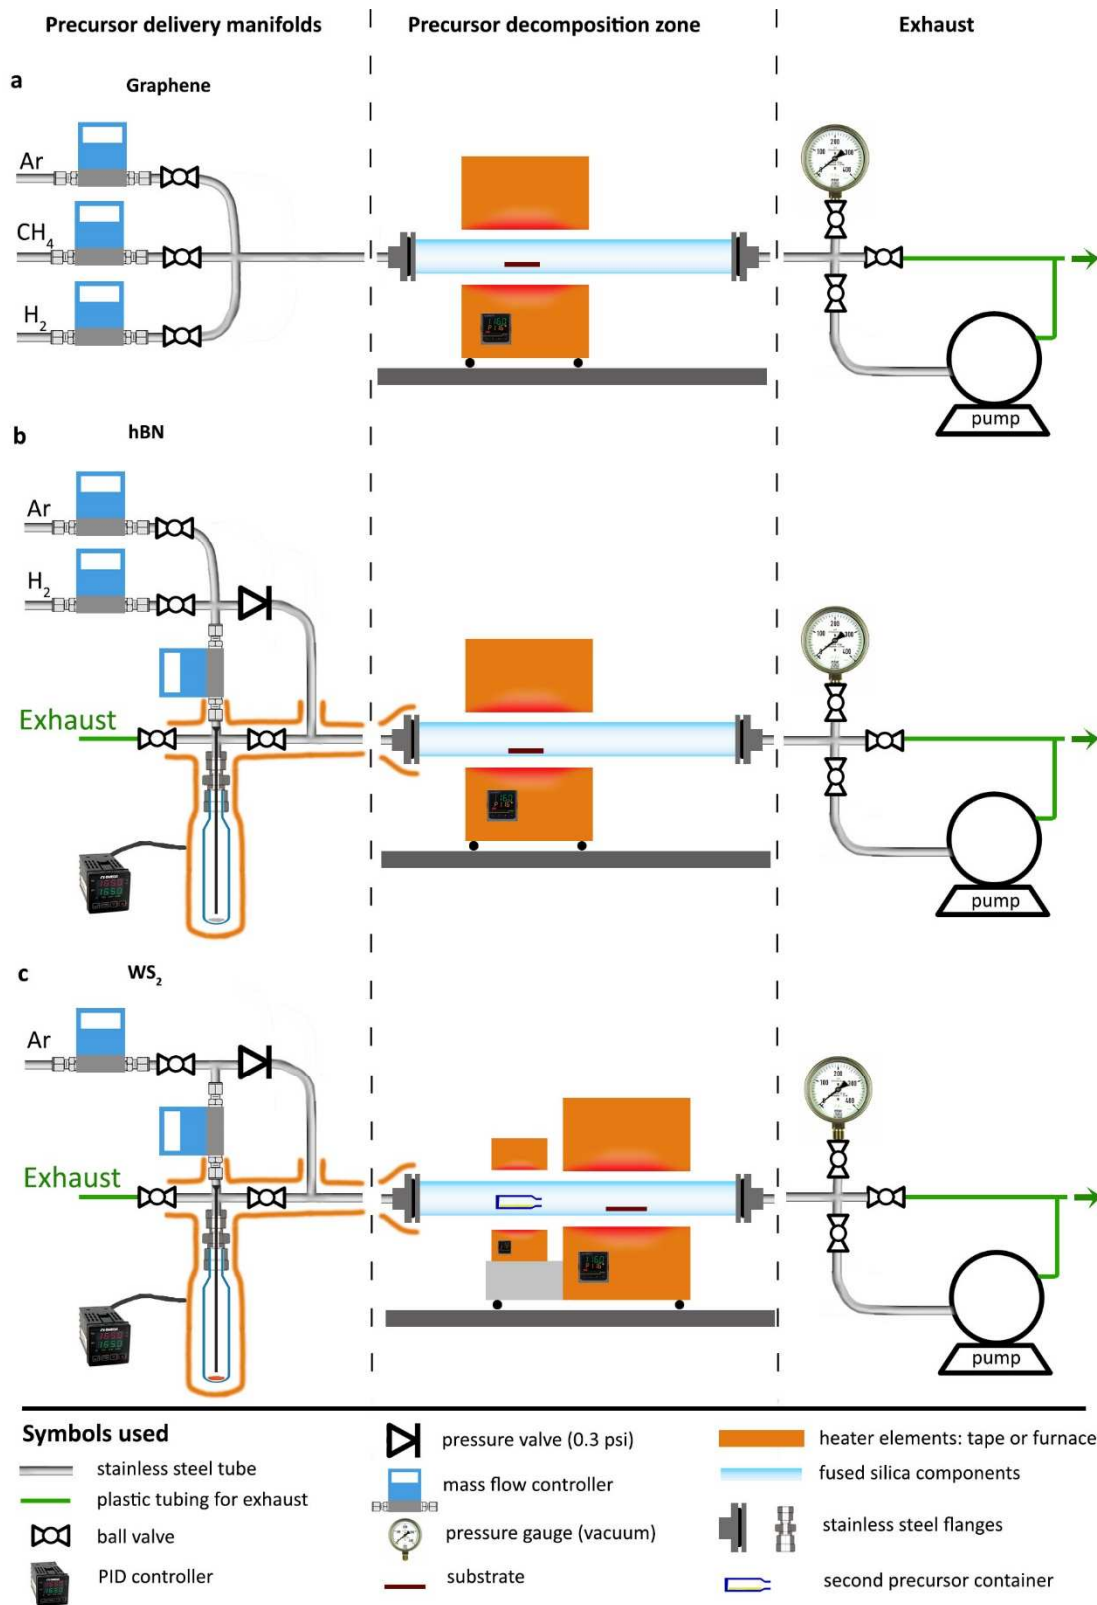 Precursor delivery manifolds
Precursor decomposition zone
Exhaust
a
Graphene
Ar
CH4
H2
pump
b
hBN
Ar
H2
Exhaust
pump
c
WS2
Ar
Exhaust
pump
Symbols used
stainless steel tube
plastic tubing for exhaust
ball valve
PID controller
pressure valve (0.3 psi)
mass flow controller
pressure gauge (vacuum)
substrate
heater elements: tape or furnace
fused silica components
stainless steel flanges
second precursor container